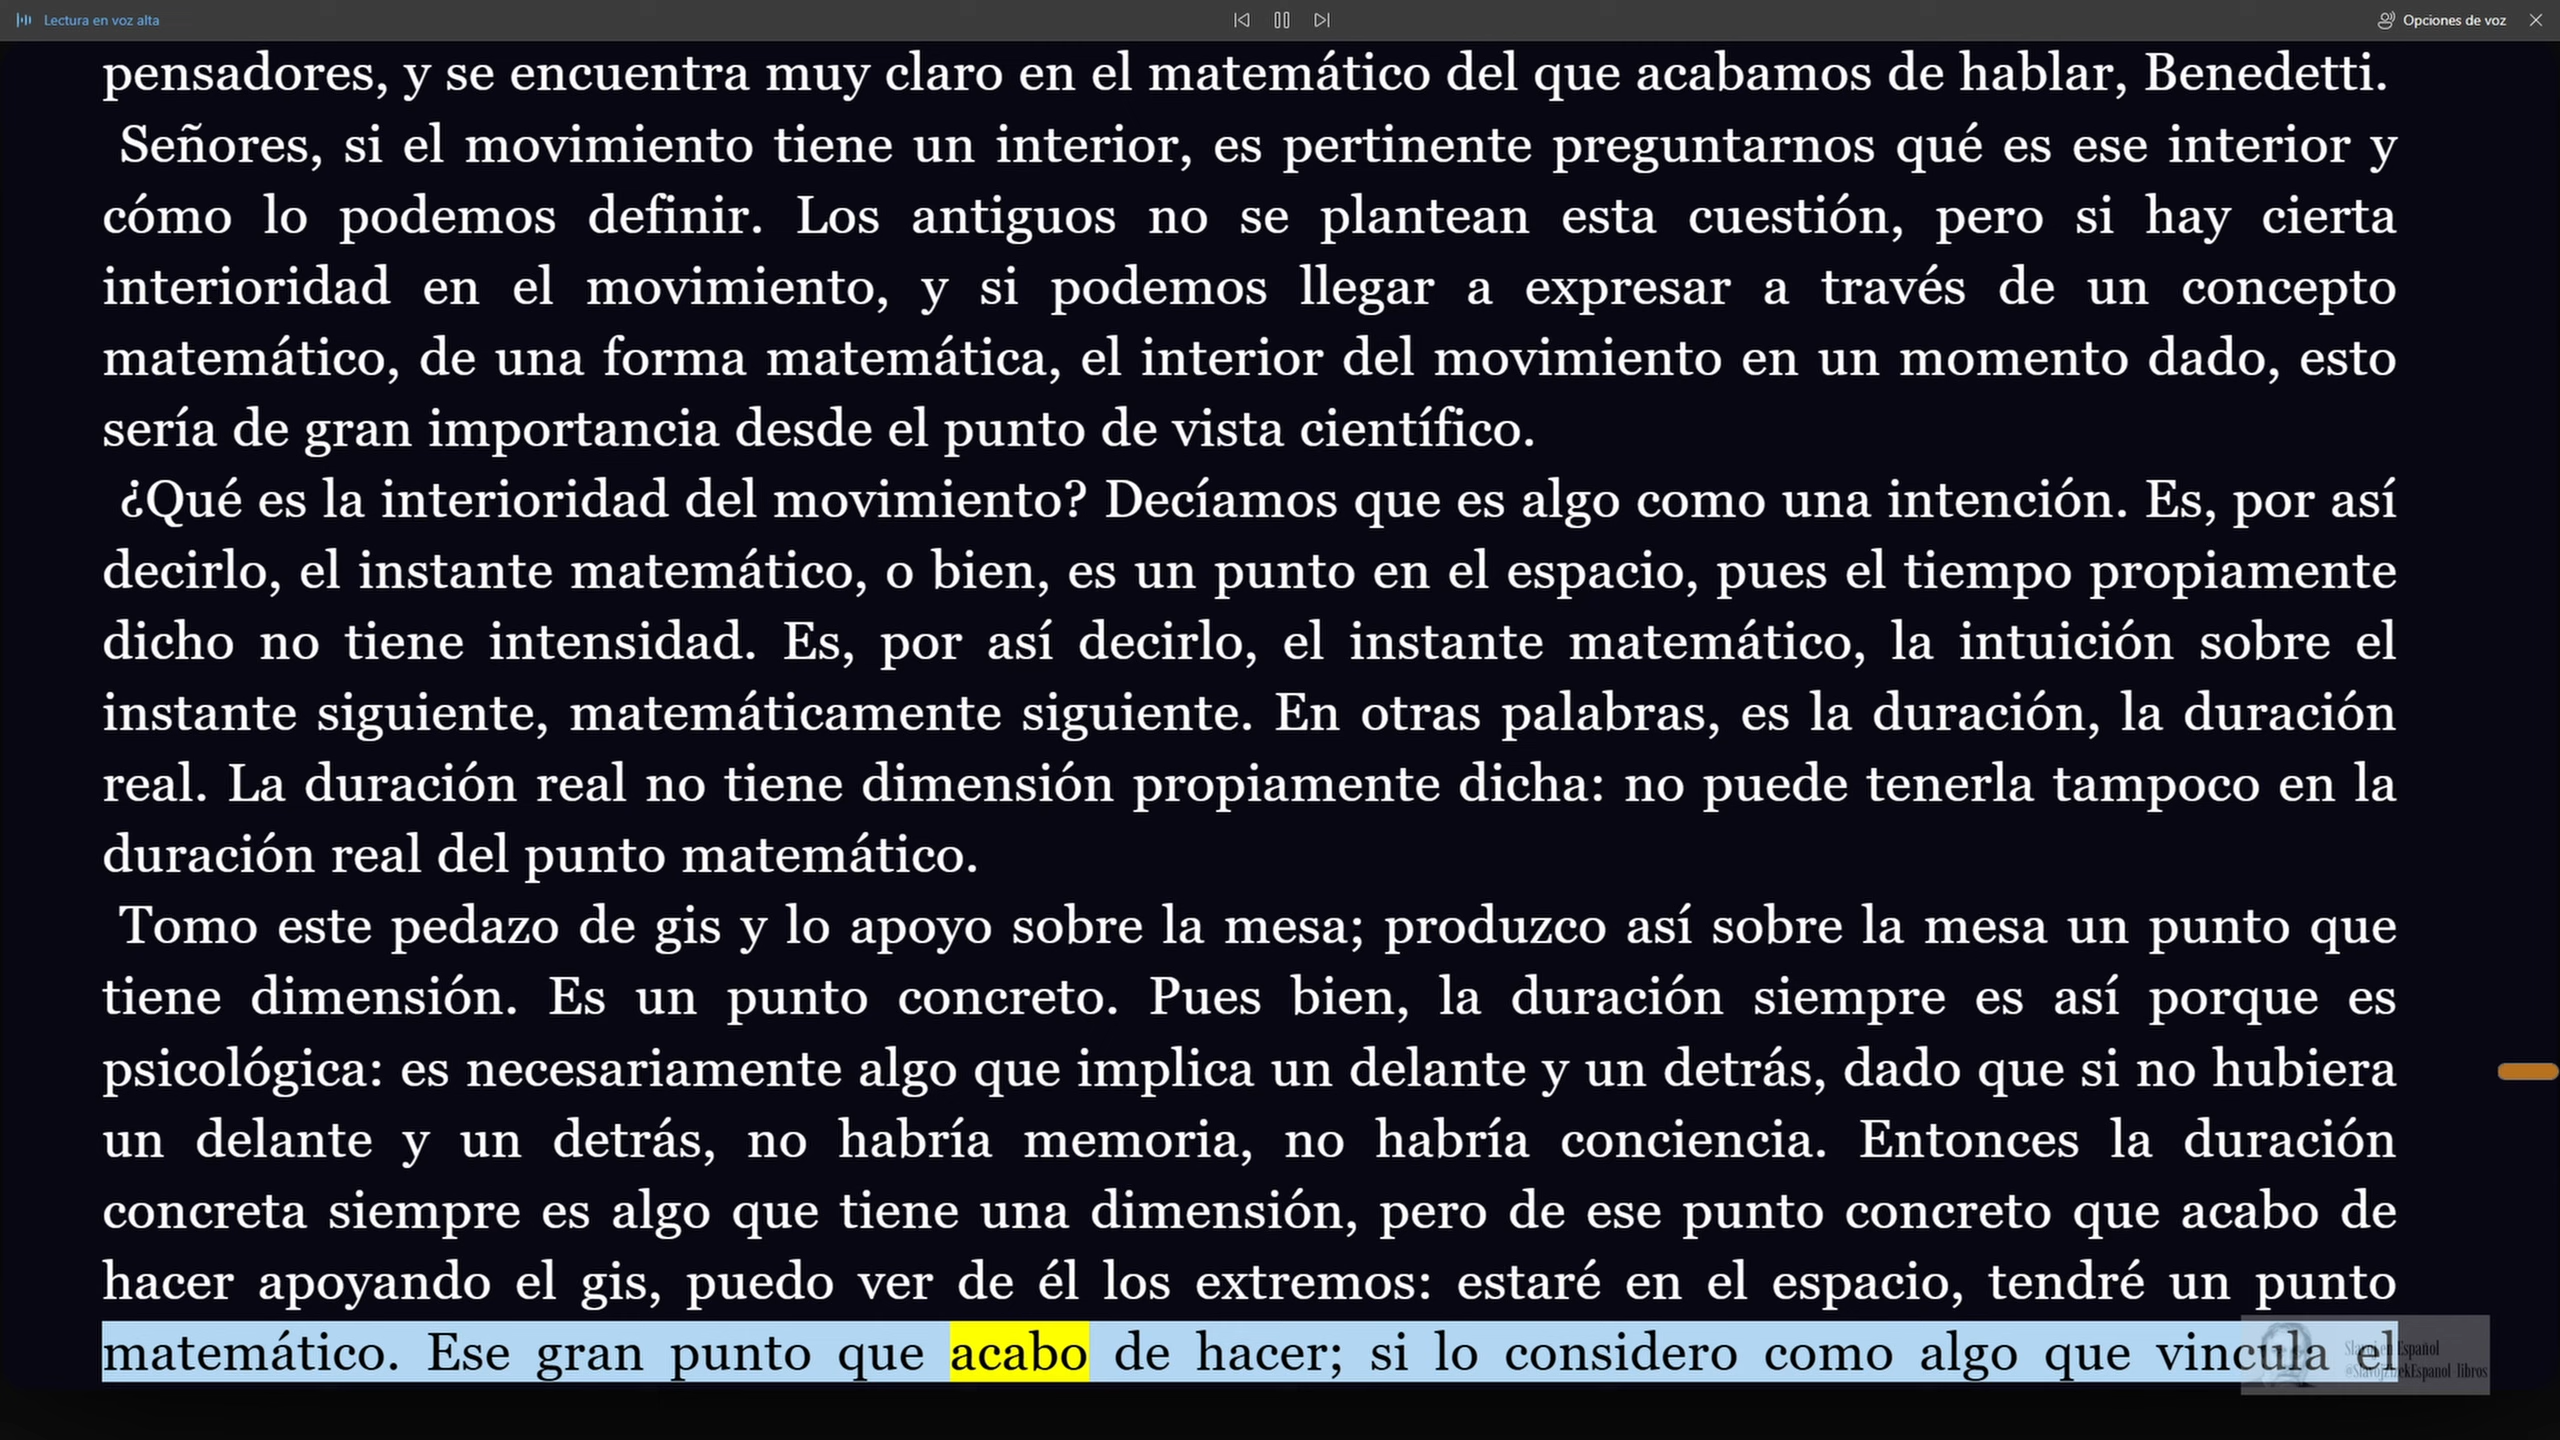 Lectura en voz alta
Opciones de voz
pensadores, y se encuentra muy claro en el matemático del que acabamos de hablar, Benedetti.
Señores, si el movimiento tiene un interior, es pertinente preguntarnos qué es ese interior y
cómo lo podemos definir. Los antiguos no se plantean esta cuestión, pero si hay cierta
interioridad en el movimiento, y si podemos llegar a expresar a través de un concepto
matemático, de una forma matemática, el interior del movimiento en un momento dado, esto
sería de gran importancia desde el punto de vista científico.
¿Qué es la interioridad del movimiento? Decíamos que es algo como una intención. Es, por así
decirlo, el instante matemático, o bien, es un punto en el espacio, pues el tiempo propiamente
dicho no tiene intensidad. Es, por así decirlo, el instante matemático, la intuición sobre el
instante siguiente, matemáticamente siguiente. En otras palabras, es la duración, la duración
real. La duración real no tiene dimensión propiamente dicha: no puede tenerla tampoco en la
duración real del punto matemático.
Tomo este pedazo de gis y lo apoyo sobre la mesa; produzco así sobre la mesa un punto que
tiene dimensión. Es un punto concreto. Pues bien, la duración siempre es así porque es
psicológica: es necesariamente algo que implica un delante y un detrás, dado que si no hubiera
un delante y un detrás, no habría memoria, no habría conciencia. Entonces la duración
concreta siempre es algo que tiene una dimensión, pero de ese punto concreto que acabo de
hacer apoyando el gis, puedo ver de él los extremos: estaré en el espacio, tendré un punto
matemático. Ese gran punto que acabo de hacer; si lo considero como algo que vincula el
Español
libros